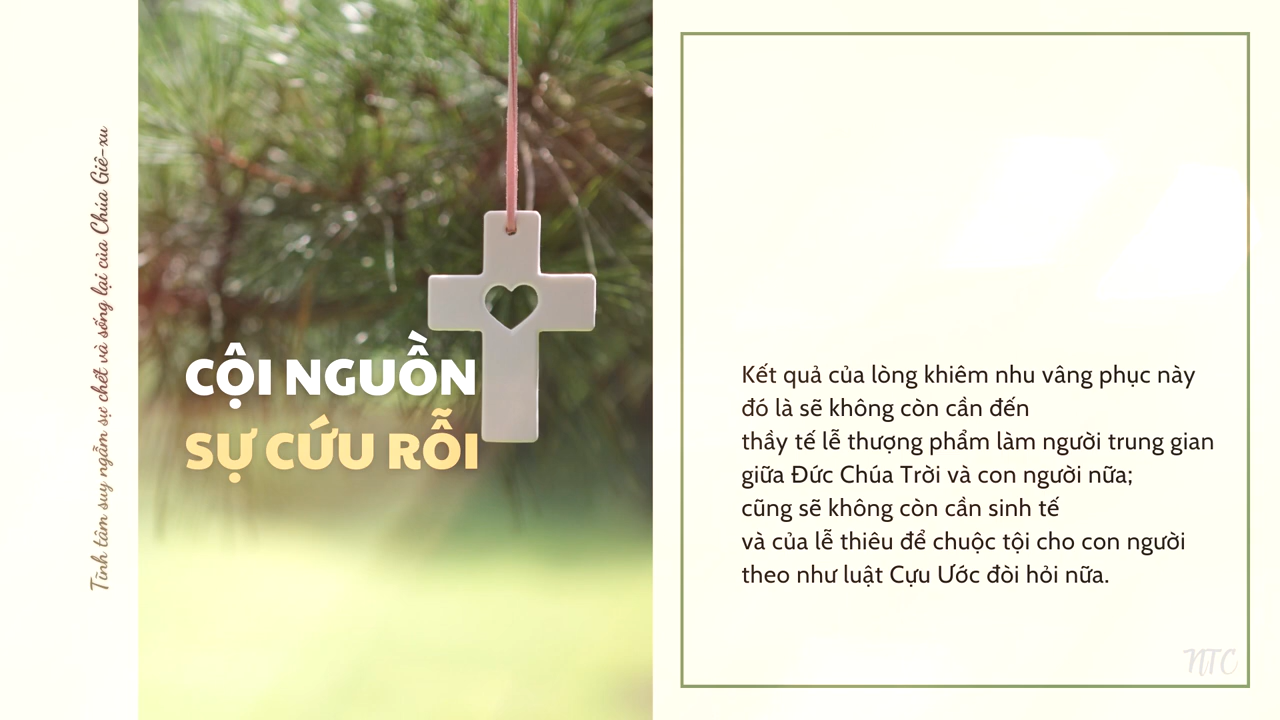 Tĩnh tâm suy ngẫm sự chết và sống lại của Chúa Giê-xu
CỘI NGUỒN
SỰ CỨU RỖI
Kết quả của lòng khiêm nhu vâng phục này
đó là sẽ không còn cần đến
thầy tế lễ thượng phẩm làm người trung gian
giữa Đức Chúa Trời và con người nữa;
cũng sẽ không còn cần sinh tế
và của lễ thiêu để chuộc tội cho con người
theo như luật Cựu Ước đòi hỏi nữa.
NTC